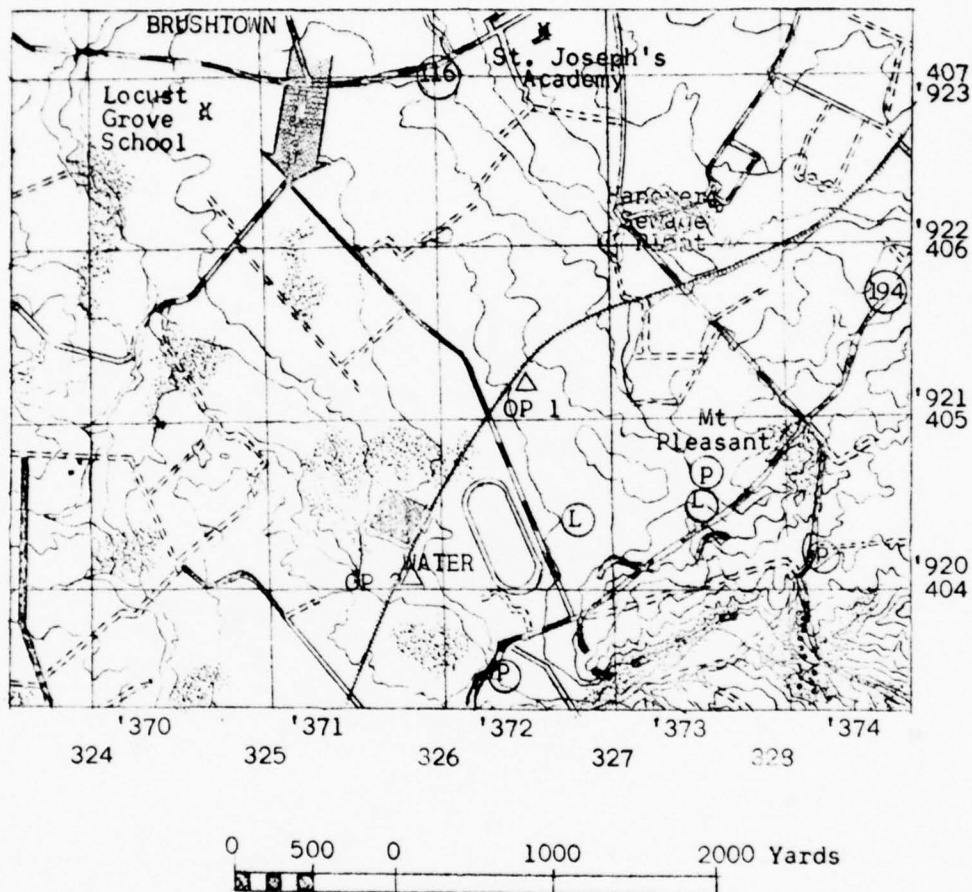 BRUSHTOWN
116
St. Joseph's
Academy
407
'923
Locust
Grove
School
Sewage
'922
406
194
OP 1
'921
405
Mt
Pleasant
P
L
L
WATER
OP
P
'920
404
P
'370 '371 '372 '373 '374
324 325 326 327 328
0 500 0 1000 2000 Yards